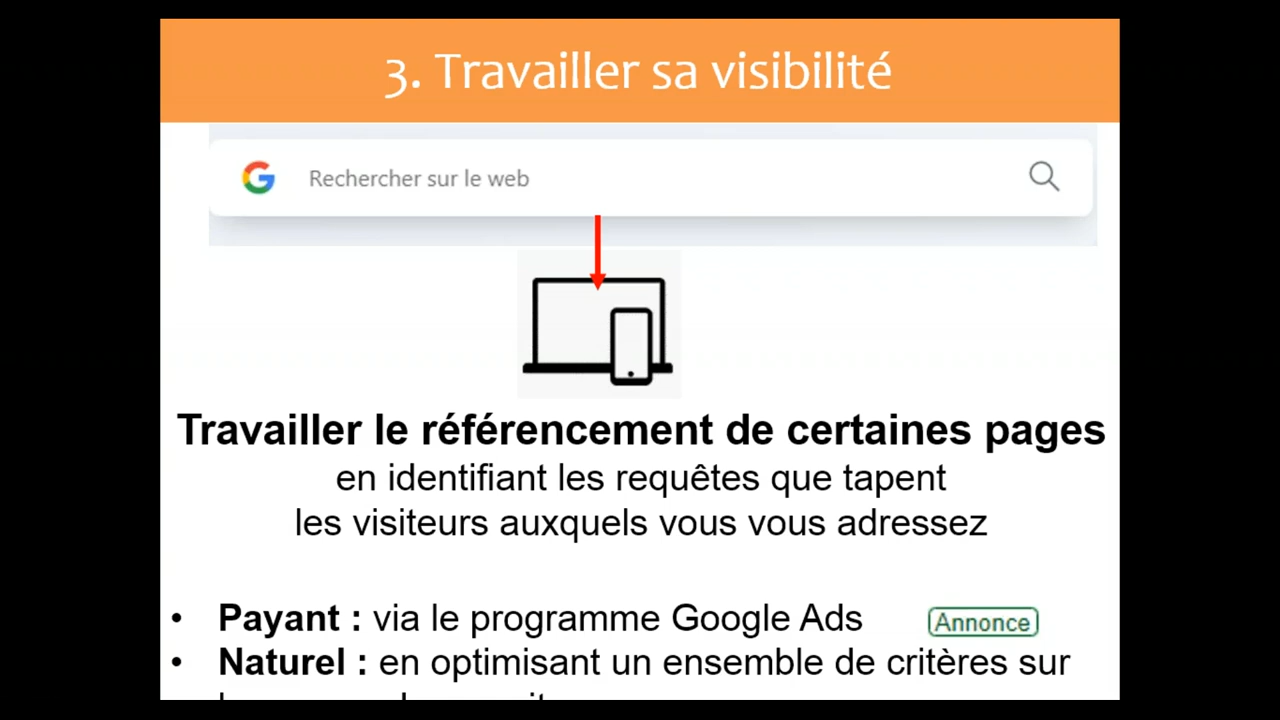 3. Travailler sa visibilité
Rechercher sur le web
Travailler le référencement de certaines pages
en identifiant les requêtes que tapent
les visiteurs auxquels vous vous adressez
• Payant : via le programme Google Ads Annonce
• Naturel : en optimisant un ensemble de critères sur